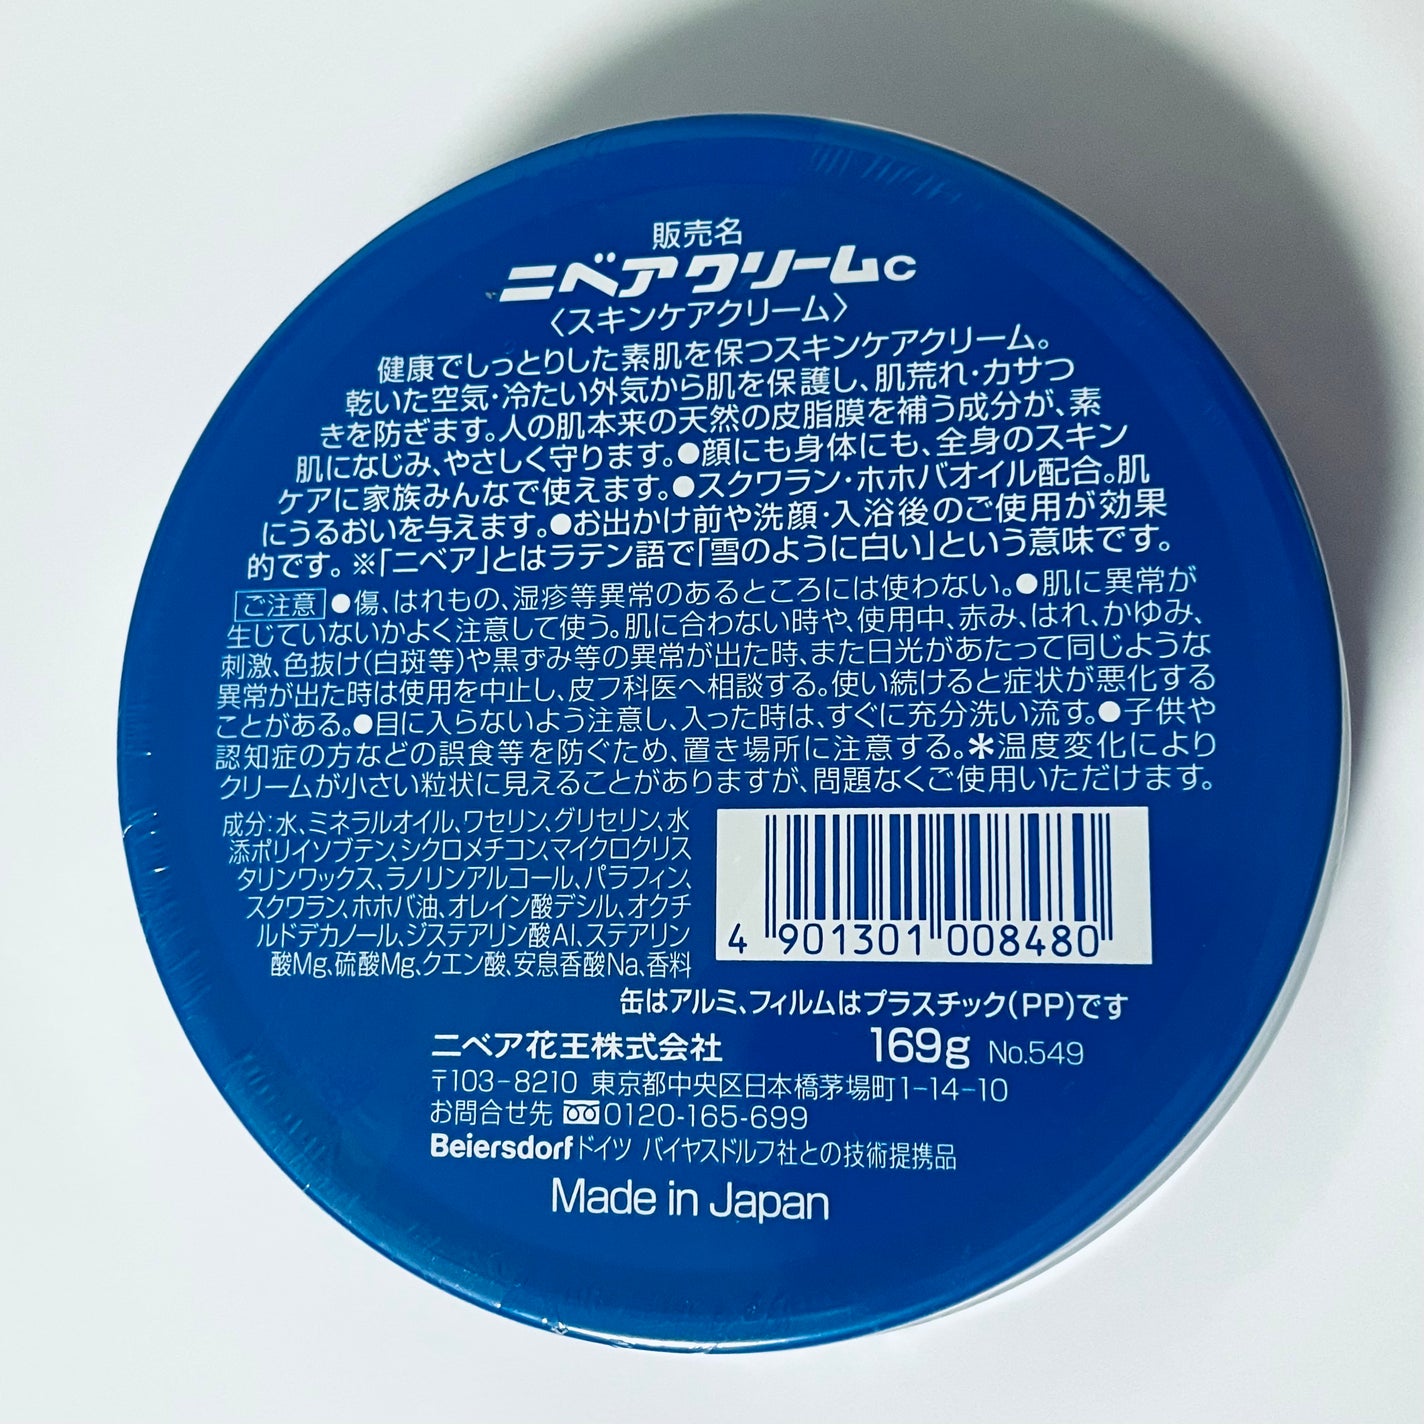 販売名
ニベアクリームC
〈スキンケアクリーム〉
健康でしっとりした素肌を保つスキンケアクリーム。
乾いた空気・冷たい外気から肌を保護し、肌荒れ・カサつ
きを防ぎます。人の肌本来の天然の皮脂膜を補う成分が、素
肌になじみ、やさしく守ります。●顔にも身体にも、全身のスキン
ケアに家族みんなで使えます。●スクワラン・ホホバオイル配合。肌
にうるおいを与えます。●お出かけ前や洗顔・入浴後のご使用が効果
的です。※「ニベア」とはラテン語で「雪のように白い」という意味です。
ご注意 ●傷、はれもの、湿疹等異常のあるところには使わない。●肌に異常が
生じていないかよく注意して使う。肌に合わない時や、使用中、赤み、はれ、かゆみ、
刺激、色抜け(白斑等)や黒ずみ等の異常が出た時、また日光があたって同じような
異常が出た時は使用を中止し、皮フ科医へ相談する。使い続けると症状が悪化する
ことがある。●目に入らないよう注意し、入った時は、すぐに充分洗い流す。●子供や
認知症の方などの誤食等を防ぐため、置き場所に注意する。＊温度変化により
クリームが小さい粒状に見えることがありますが、問題なくご使用いただけます。
成分：水、ミネラルオイル、ワセリン、グリセリン、水
添ポリイソブテン、シクロメチコン、マイクロクリス
タリンワックス、ラノリンアルコール、パラフィン、
スクワラン、ホホバ油、オレイン酸デシル、オクチ
ルドデカノール、ジステアリン酸Al、ステアリン
酸Mg、硫酸Mg、クエン酸、安息香酸Na、香料
4 901301 008480
缶はアルミ、フィルムはプラスチック(PP)です
ニベア花王株式会社 169g No.549
〒103-8210 東京都中央区日本橋茅場町1-14-10
お問合せ先 0120-165-699
Beiersdorf ドイツ バイヤスドルフ社との技術提携品
Made in Japan